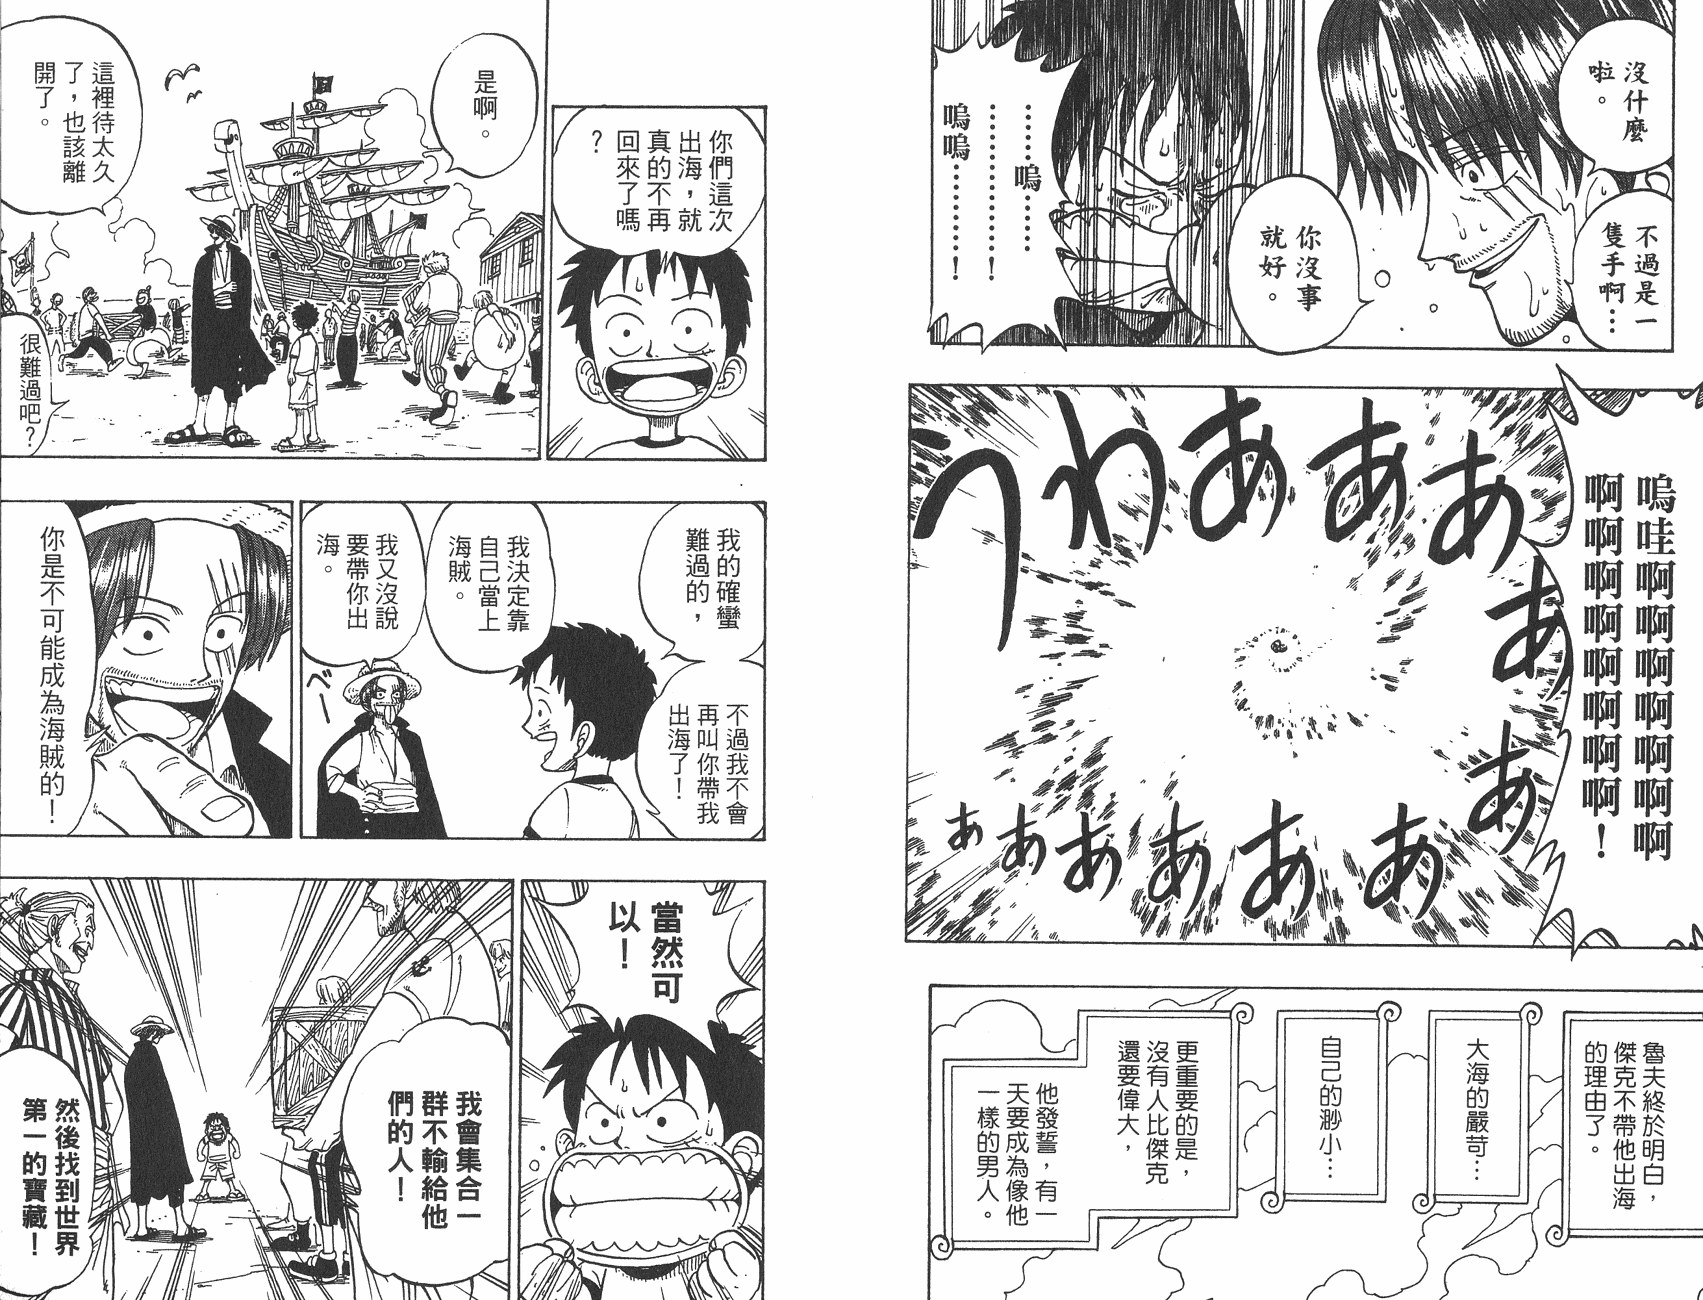 沒什麼
啦。
不過是一
隻手啊…
你沒事
就好。
……嗚……
…………！
嗚嗚………！
嗚哇啊啊啊啊啊啊啊
啊啊啊啊啊啊啊啊！
うわあああああああああああ
魯夫終於明白，
傑克不帶他出海
的理由了。
大海的嚴苛…
自己的渺小…
更重要的是，
沒有人比傑克
還要偉大，
他發誓，有一
天要成為像他
一樣的男人。
你們這次
出海，就
真的不再
回來了嗎
？
是啊。
這裡待太久
了，也該離
開了。
很難過吧？
我的確蠻
難過的，
不過我不會
再叫你帶我
出海了！
我決定靠
自己當上
海賊。
我又沒說
要帶你出
海。
べー
你是不可能成為海賊的！
當然可
以！
我會集合一
群不輸給他
們的人！
然後找到世界
第一的寶藏！